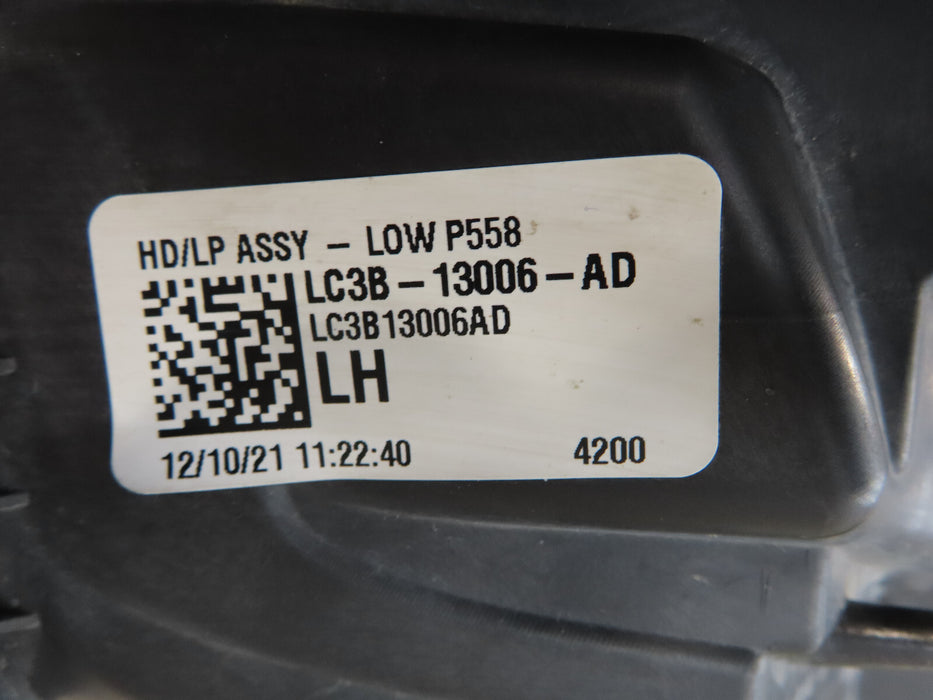 HD/LP ASSY - LOW P558
LC3B - 13006 - AD
LC3B13006AD
LH
12/10/21 11:22:40 4200